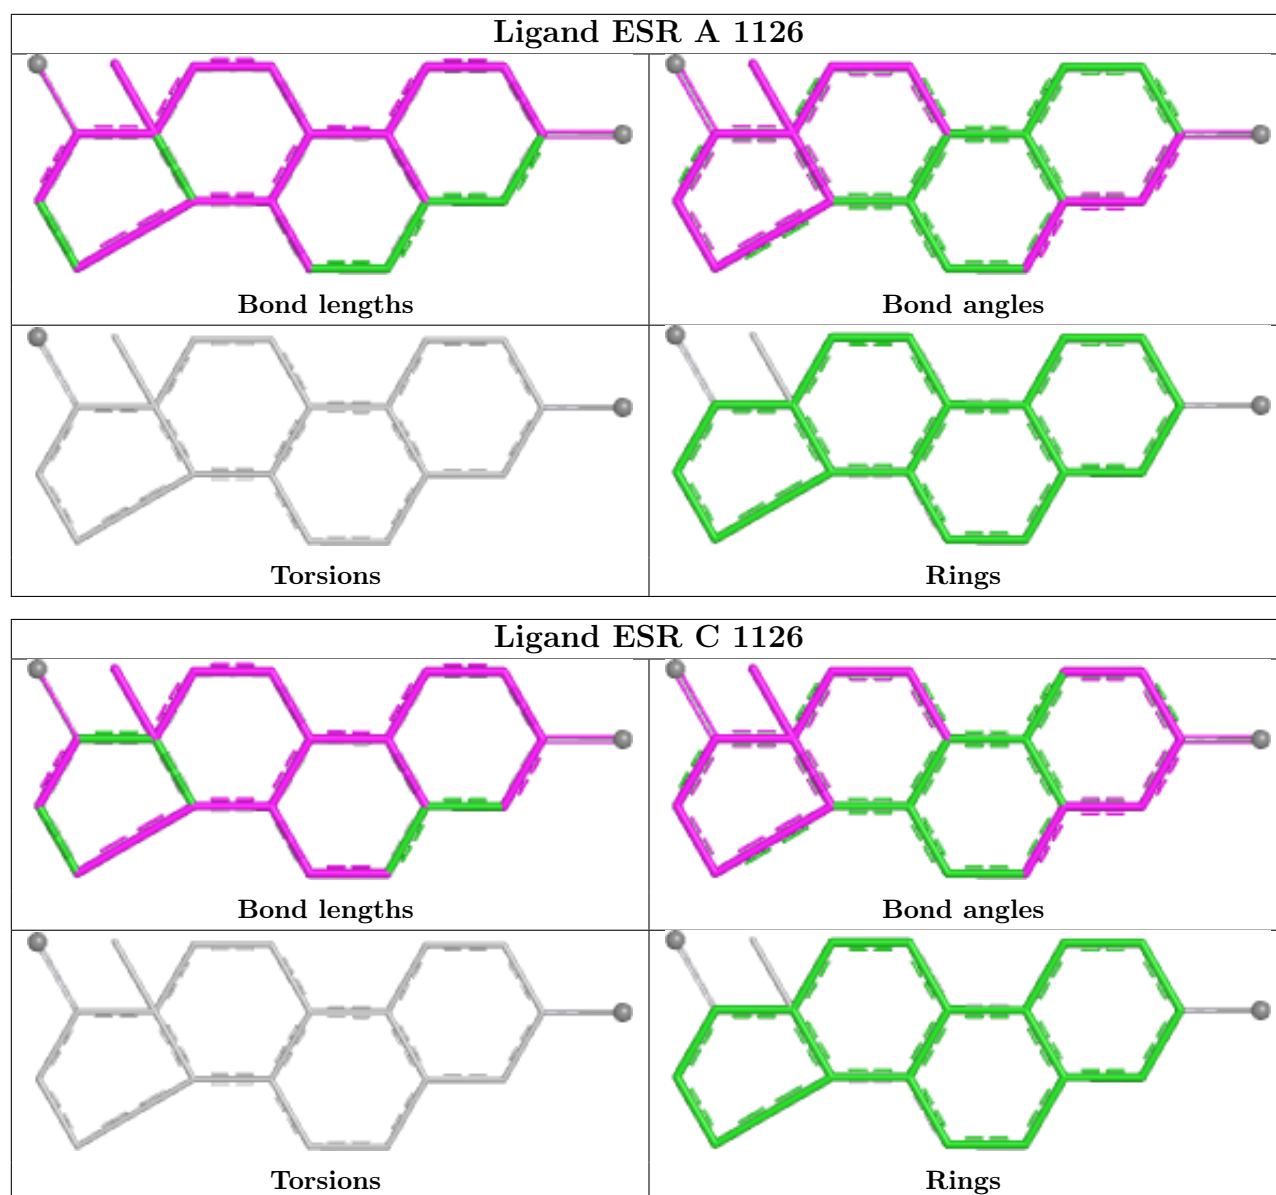 Ligand ESR A 1126
Bond lengths
Bond angles
Torsions
Rings
Ligand ESR C 1126
Bond lengths
Bond angles
Torsions
Rings